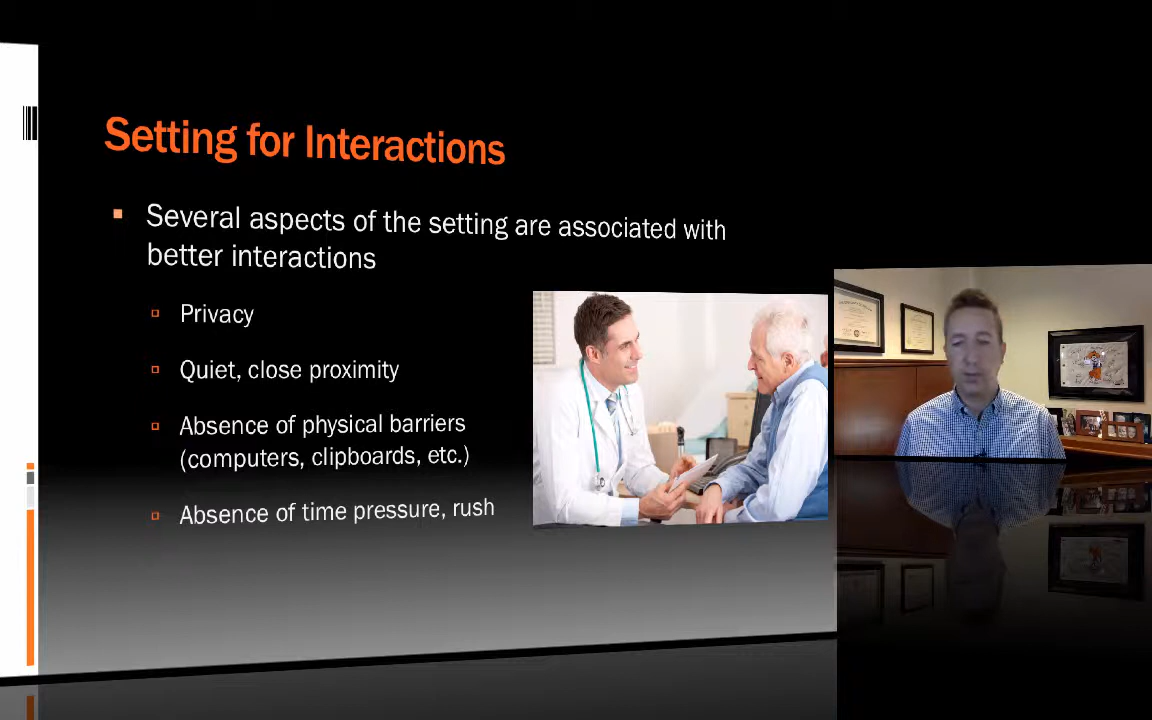 Setting for Interactions
Several aspects of the setting are associated with
better interactions
Privacy
Quiet, close proximity
Absence of physical barriers
(computers, clipboards, etc.)
Absence of time pressure, rush